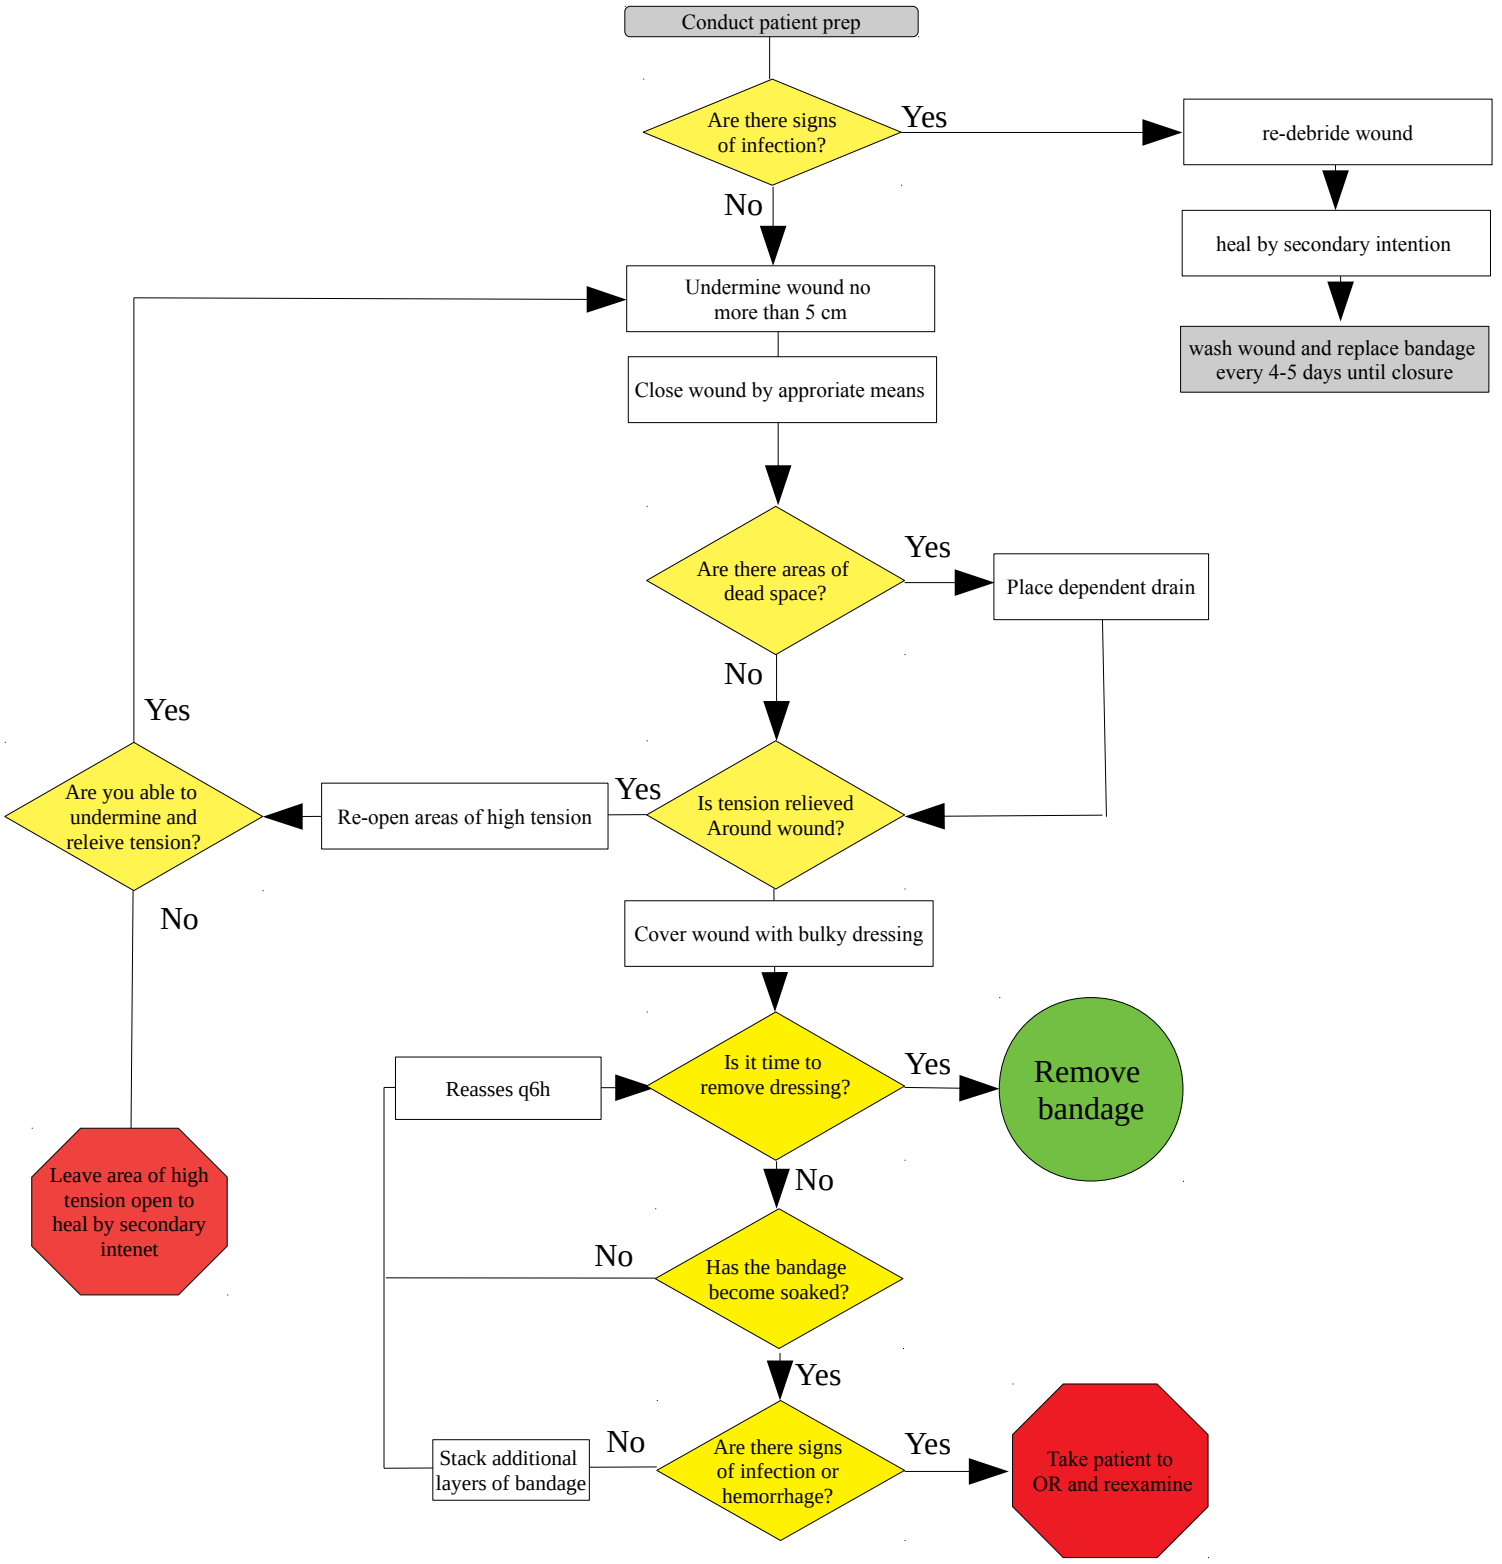 Conduct patient prep
Are there signs
of infection?
Yes
re-debride wound
No
heal by secondary intention
Undermine wound no
more than 5 cm
wash wound and replace bandage
every 4-5 days until closure
Close wound by approriate means
Are there areas of
dead space?
Yes
Place dependent drain
No
Yes
Are you able to
undermine and
releive tension?
Re-open areas of high tension
Yes
Is tension relieved
Around wound?
No
Cover wound with bulky dressing
Reasses q6h
Is it time to
remove dressing?
Yes
Remove
bandage
No
Leave area of high
tension open to
heal by secondary
intenet
No
Has the bandage
become soaked?
Yes
Stack additional
layers of bandage
No
Are there signs
of infection or
hemorrhage?
Yes
Take patient to
OR and reexamine